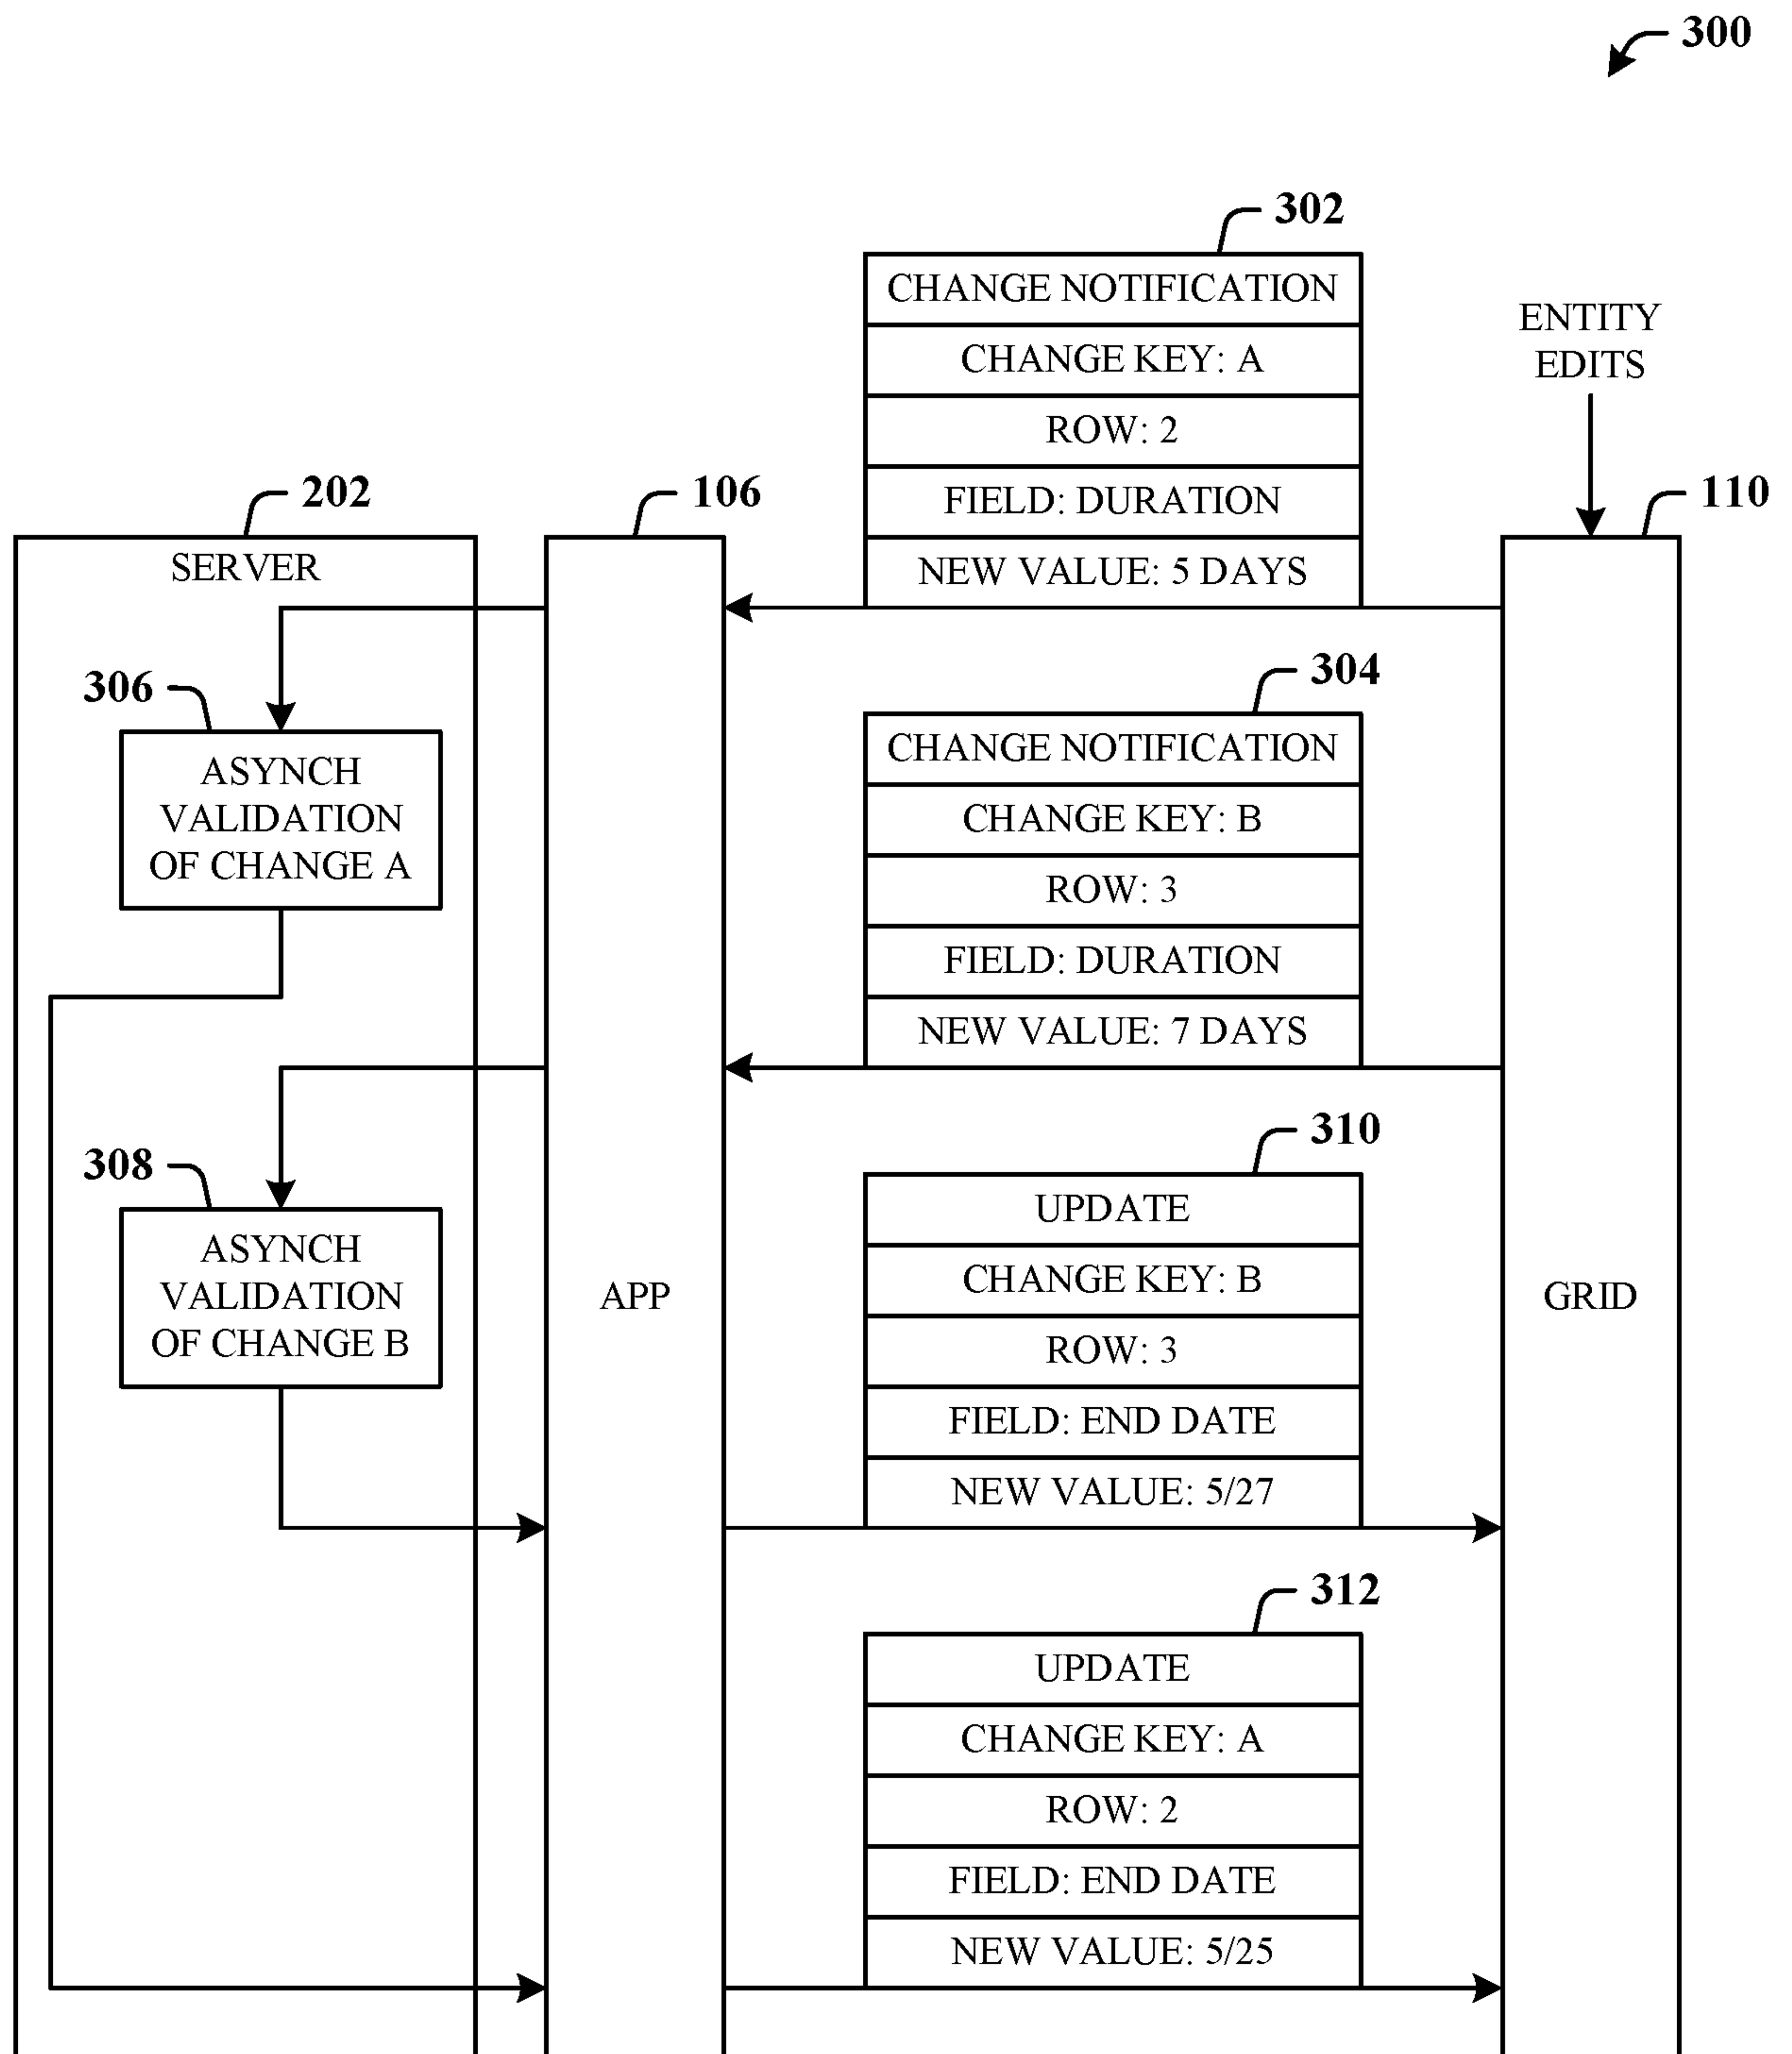 300
302
CHANGE NOTIFICATION
CHANGE KEY: A
ROW: 2
FIELD: DURATION
NEW VALUE: 5 DAYS
ENTITY
EDITS
202
106
110
SERVER
306
ASYNCH
VALIDATION
OF CHANGE A
304
CHANGE NOTIFICATION
CHANGE KEY: B
ROW: 3
FIELD: DURATION
NEW VALUE: 7 DAYS
308
ASYNCH
VALIDATION
OF CHANGE B
APP
310
UPDATE
CHANGE KEY: B
ROW: 3
FIELD: END DATE
NEW VALUE: 5/27
GRID
312
UPDATE
CHANGE KEY: A
ROW: 2
FIELD: END DATE
NEW VALUE: 5/25